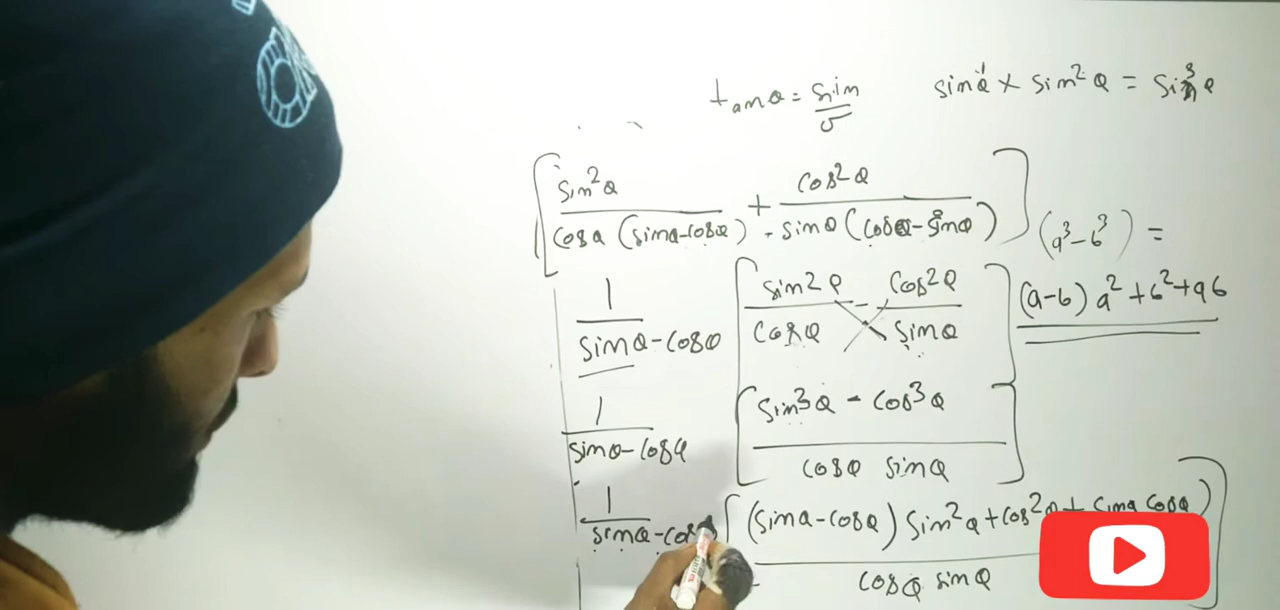 tanθ = sin/σ    sinθ¹ × sin²θ = sin³θ
[sin²θ/cosθ (sinθ-cosθ) + cos²θ/-sinθ (cosθ-sinθ)]
(a³-b³) =
1/sinθ-cosθ [sin2θ/cosθ - cos2θ/sinθ]
(a-b) a²+b²+ab
1/sinθ-cosθ [sin3θ - cos³θ/cosθ sinθ]
1/sinθ-cosθ [(sinθ-cosθ) sin²θ+cos²θ+ sinθ cosθ/cosθ sinθ]